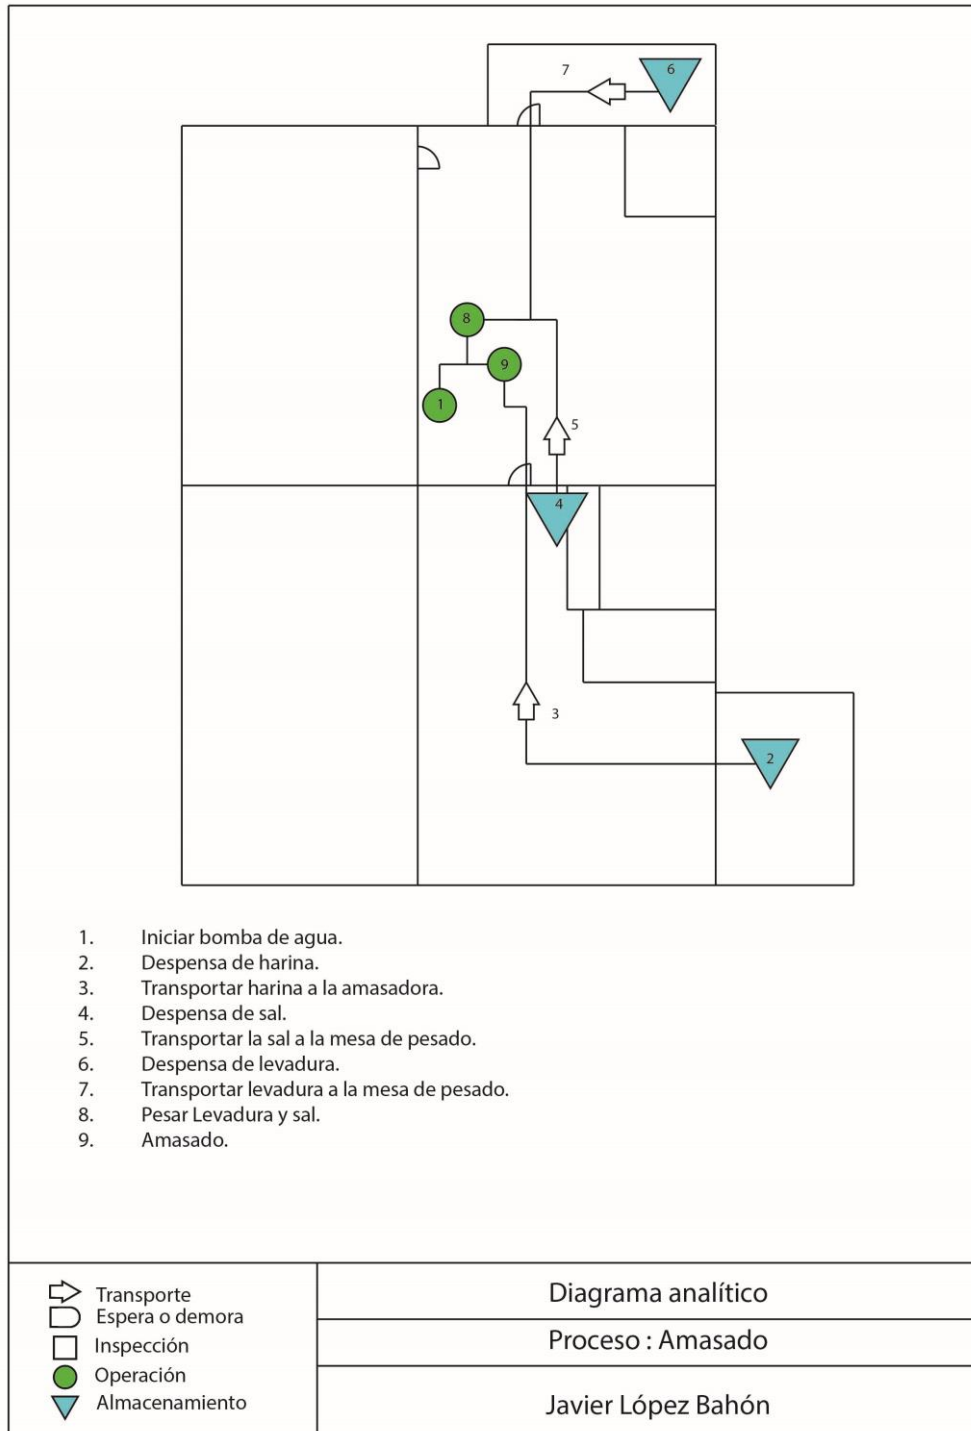 7
6
8
9
1
5
4
3
2
1. Iniciar bomba de agua.
2. Despensa de harina.
3. Transportar harina a la amasadora.
4. Despensa de sal.
5. Transportar la sal a la mesa de pesado.
6. Despensa de levadura.
7. Transportar levadura a la mesa de pesado.
8. Pesar Levadura y sal.
9. Amasado.
Transporte
Espera o demora
Inspección
Operación
Almacenamiento
Diagrama analítico
Proceso : Amasado
Javier López Bahón